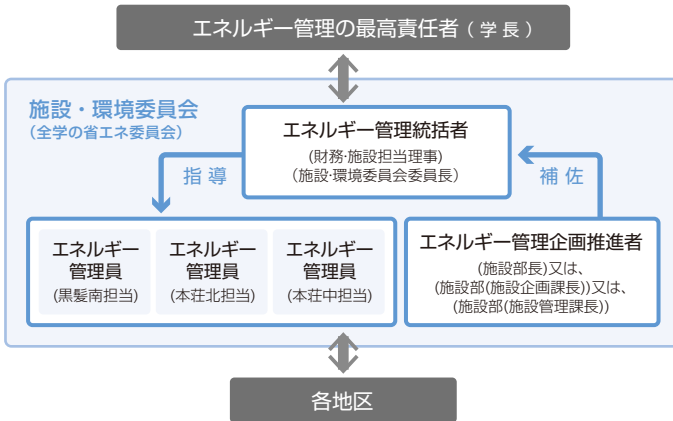 エネルギー管理の最高責任者（学長）
施設・環境委員会
（全学の省エネ委員会）
エネルギー管理統括者
(財務・施設担当理事)
（施設・環境委員会委員長）
指導
補佐
エネルギー
管理員
(黒髪南担当)
エネルギー
管理員
(本荘北担当)
エネルギー
管理員
(本荘中担当)
エネルギー管理企画推進者
(施設部長)又は、
(施設部(施設企画課長))又は、
(施設部(施設管理課長))
各地区